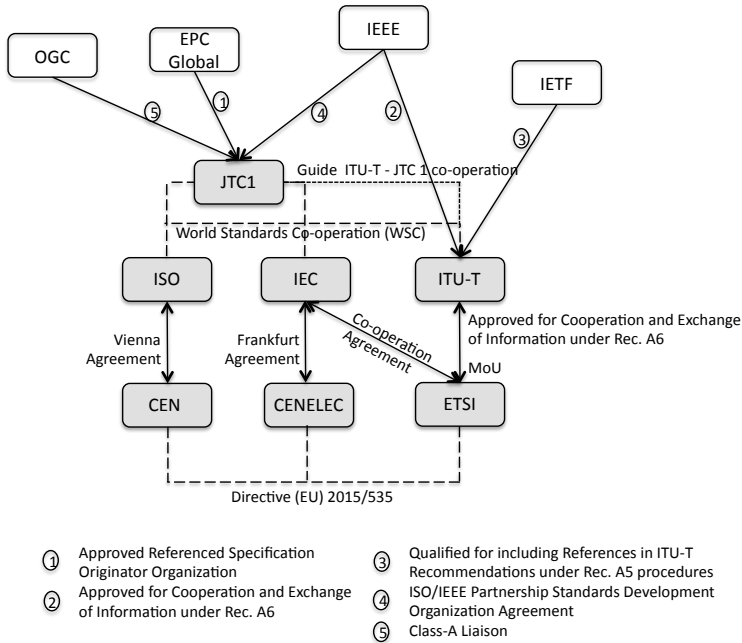 OGC
EPC
Global
IEEE
IETF
5
1
4
2
3
JTC1
Guide ITU-T - JTC 1 co-operation
World Standards Co-operation (WSC)
ISO
IEC
ITU-T
Vienna
Agreement
Frankfurt
Agreement
Co-operation
Agreement
Approved for Cooperation and Exchange
of Information under Rec. A6
MoU
CEN
CENELEC
ETSI
Directive (EU) 2015/535
1 Approved Referenced Specification
Originator Organization
2 Approved for Cooperation and Exchange
of Information under Rec. A6
3 Qualified for including References in ITU-T
Recommendations under Rec. A5 procedures
4 ISO/IEEE Partnership Standards Development
Organization Agreement
5 Class-A Liaison